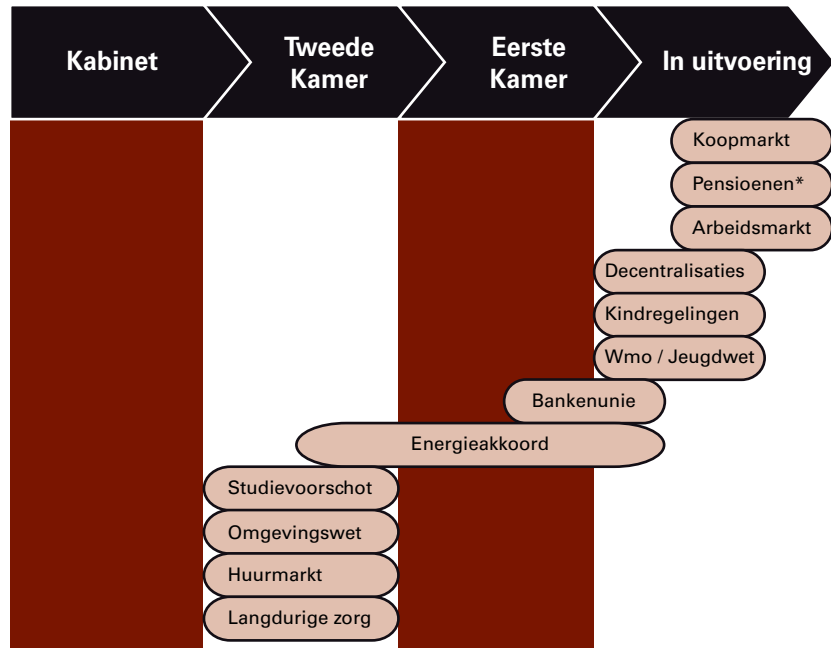 Kabinet
Tweede
Kamer
Eerste
Kamer
In uitvoering
Koopmarkt
Pensioenen*
Arbeidsmarkt
Decentralisaties
Kindregelingen
Wmo / Jeugdwet
Bankenunie
Energieakkoord
Studievoorschot
Omgevingswet
Huurmarkt
Langdurige zorg